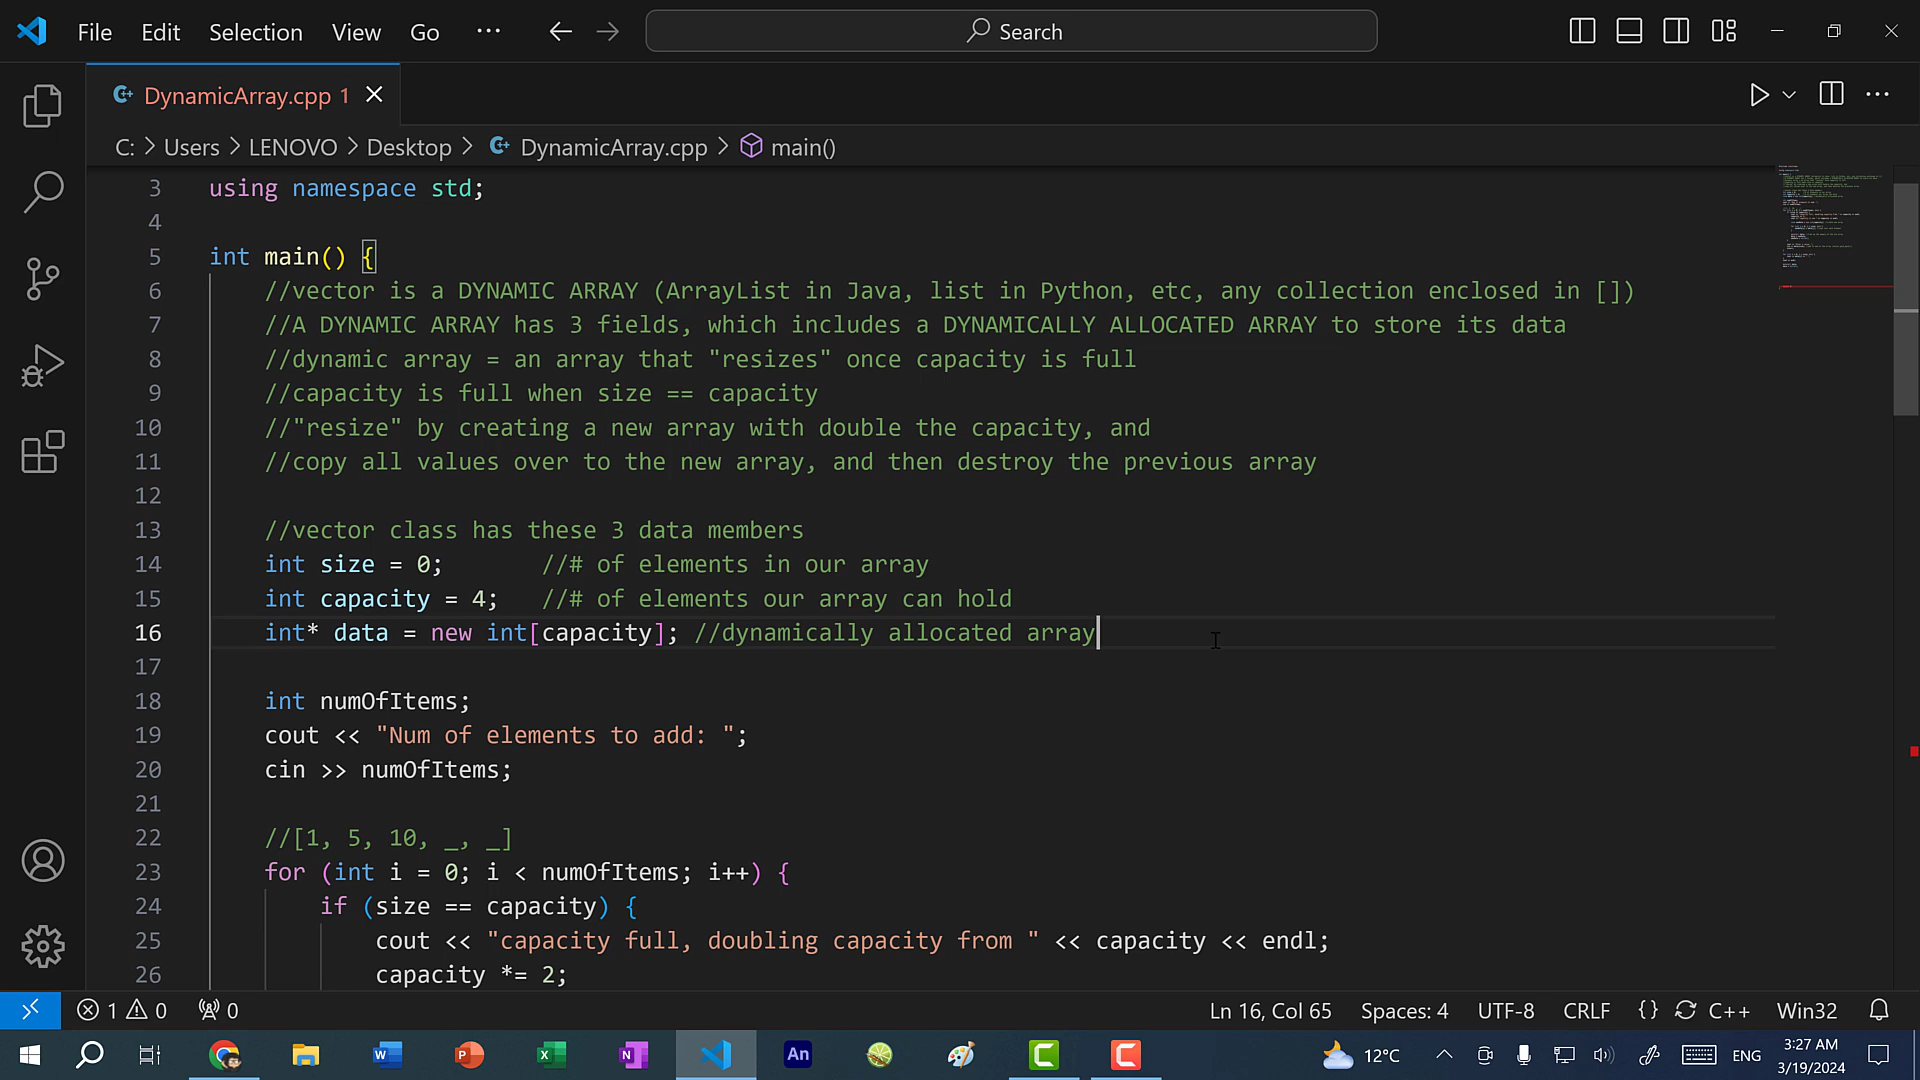 File Edit Selection View Go ··· Search
DynamicArray.cpp 1
C: > Users > LENOVO > Desktop > DynamicArray.cpp > main()
3 using namespace std;
4
5 int main() {
6 //vector is a DYNAMIC ARRAY (ArrayList in Java, list in Python, etc, any collection enclosed in [])
7 //A DYNAMIC ARRAY has 3 fields, which includes a DYNAMICALLY ALLOCATED ARRAY to store its data
8 //dynamic array = an array that "resizes" once capacity is full
9 //capacity is full when size == capacity
10 //"resize" by creating a new array with double the capacity, and
11 //copy all values over to the new array, and then destroy the previous array
12
13 //vector class has these 3 data members
14 int size = 0; //# of elements in our array
15 int capacity = 4; //# of elements our array can hold
16 int* data = new int[capacity]; //dynamically allocated array
17
18 int numOfItems;
19 cout << "Num of elements to add: ";
20 cin >> numOfItems;
21
22 //[1, 5, 10, _, _]
23 for (int i = 0; i < numOfItems; i++) {
24 if (size == capacity) {
25 cout << "capacity full, doubling capacity from " << capacity << endl;
26 capacity *= 2;
1 0 0 Ln 16, Col 65 Spaces: 4 UTF-8 CRLF {} C++ Win32
W P X N An C C 12°C ENG 3:27 AM
3/19/2024